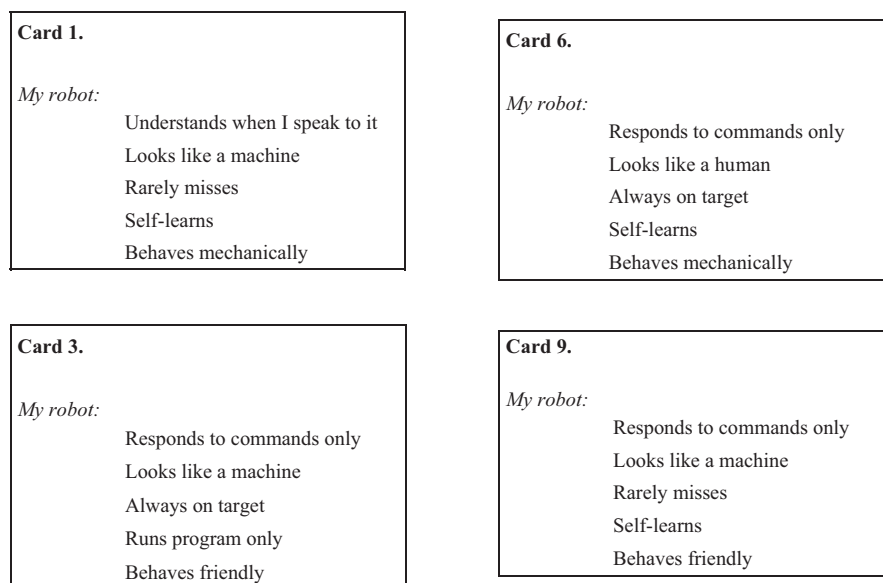 Card 1.
My robot:
Understands when I speak to it
Looks like a machine
Rarely misses
Self-learns
Behaves mechanically
Card 6.
My robot:
Responds to commands only
Looks like a human
Always on target
Self-learns
Behaves mechanically
Card 3.
My robot:
Responds to commands only
Looks like a machine
Always on target
Runs program only
Behaves friendly
Card 9.
My robot:
Responds to commands only
Looks like a machine
Rarely misses
Self-learns
Behaves friendly